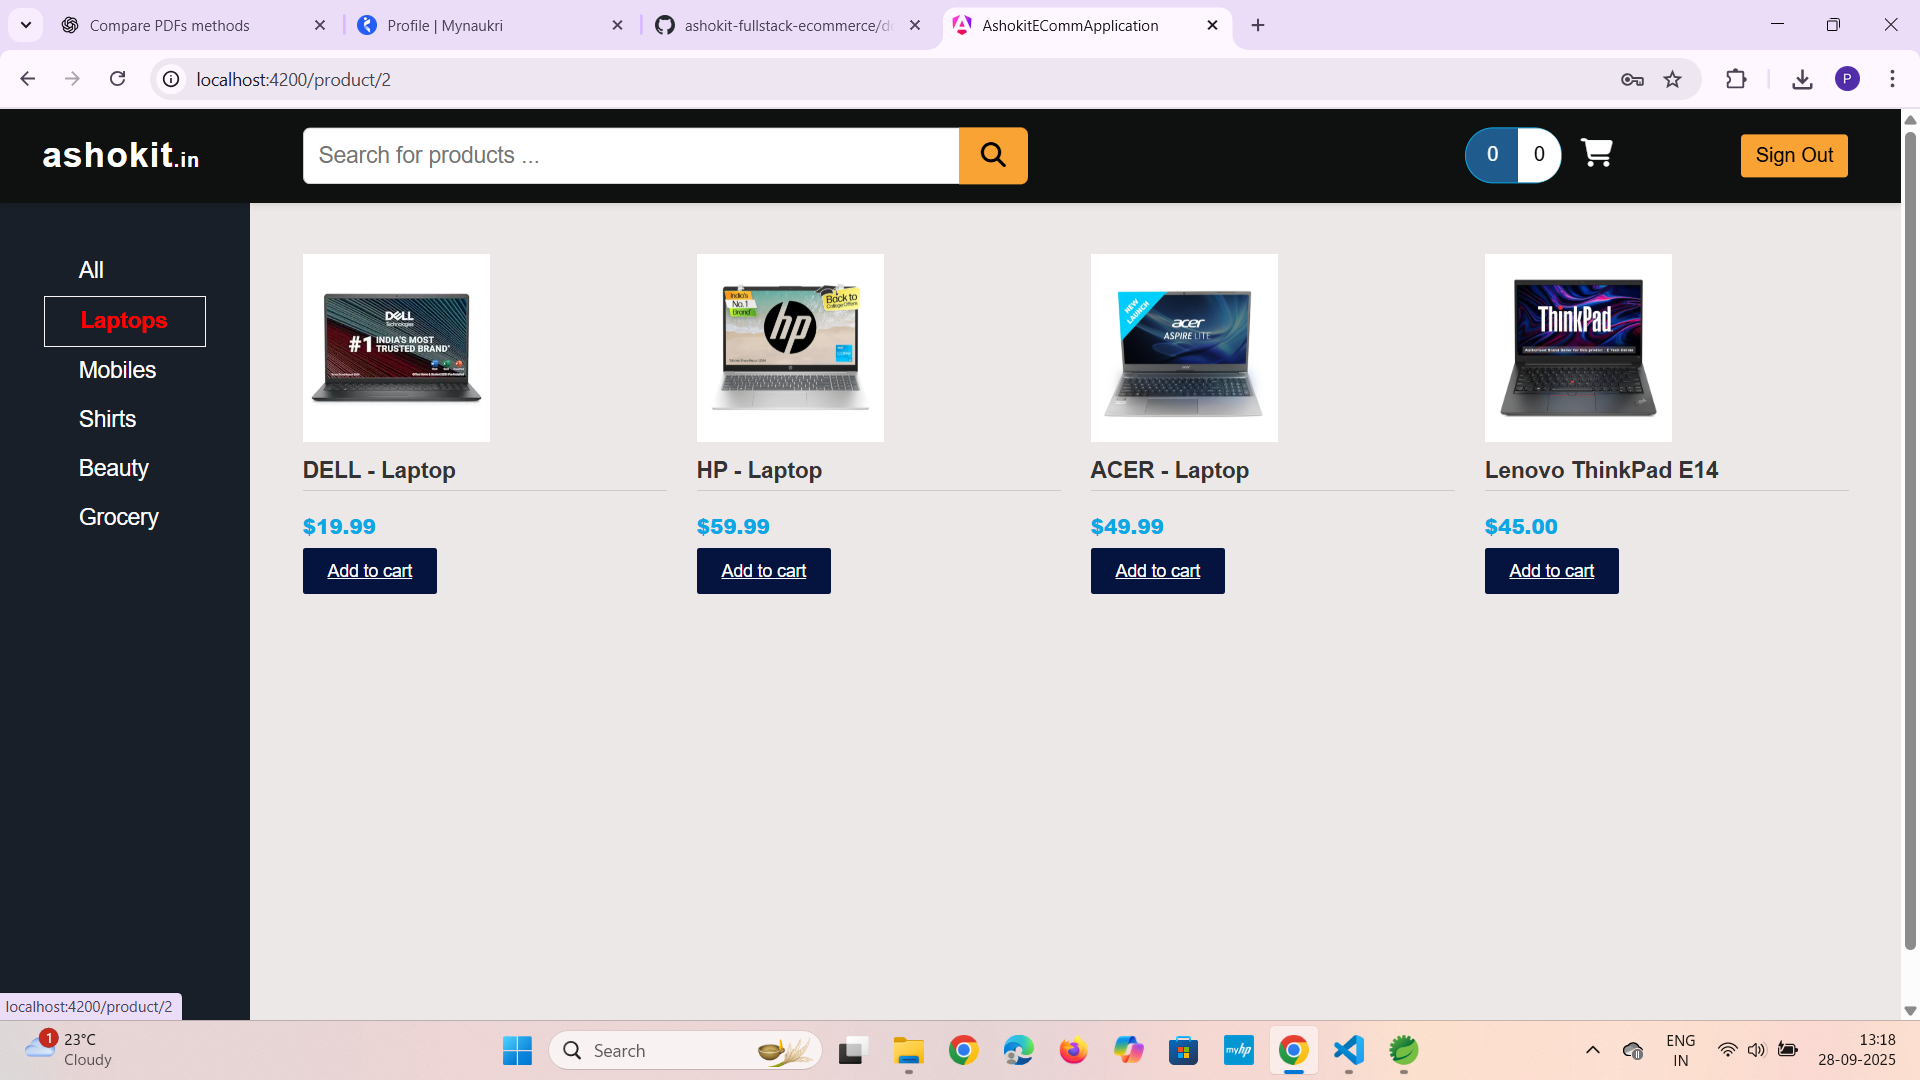 Compare PDFs methods
Profile | Mynaukri
ashokit-fullstack-ecommerce/d
AshokitECommApplication
localhost:4200/product/2
P
ashokit.in
Search for products ...
0 0
Sign Out
All
Laptops
Mobiles
Shirts
Beauty
Grocery
DELL
Technologies
#1 INDIA'S MOST
TRUSTED BRAND*
India's
No.1
Brand
Back to
College Offers
hp
NEW
LAUNCH
acer
ASPIRE LITE
ThinkPad
DELL - Laptop
HP - Laptop
ACER - Laptop
Lenovo ThinkPad E14
$19.99
$59.99
$49.99
$45.00
Add to cart
Add to cart
Add to cart
Add to cart
localhost:4200/product/2
1
23°C
Cloudy
Search
myhp
ENG
IN
13:18
28-09-2025